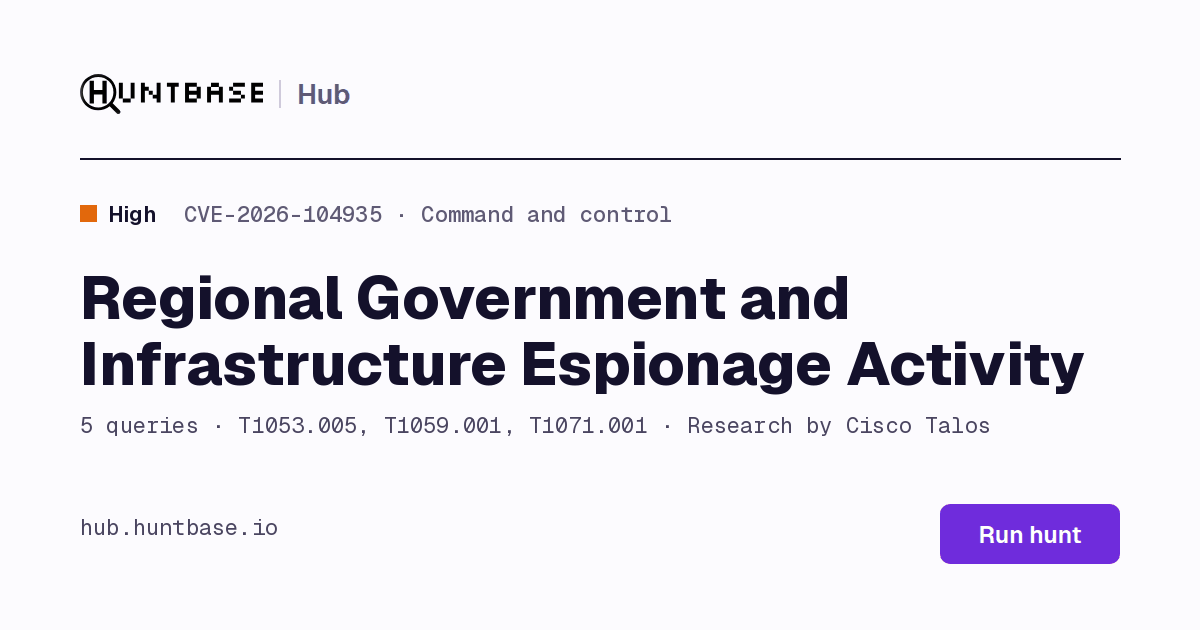 HUNTBASE Hub
High CVE-2026-104935 · Command and control
Regional Government and
Infrastructure Espionage Activity
5 queries · T1053.005, T1059.001, T1071.001 · Research by Cisco Talos
hub.huntbase.io
Run hunt